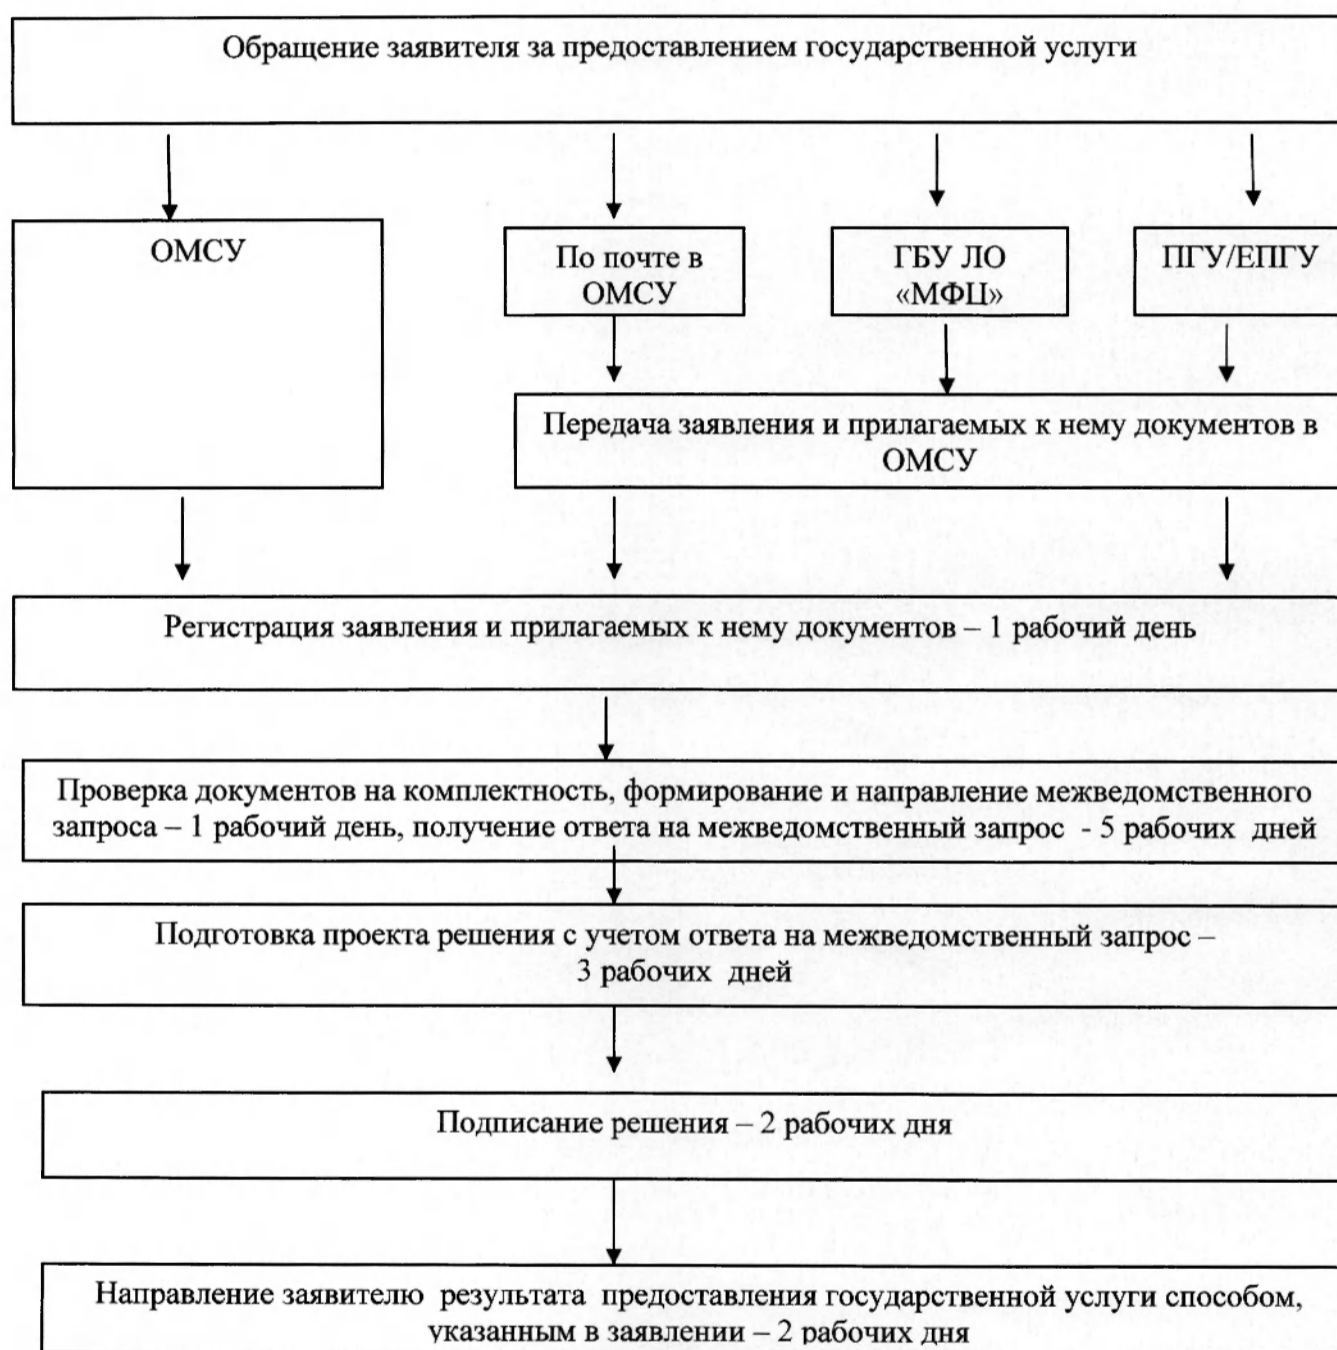 Обращение заявителя за предоставлением государственной услуги
ОМСУ
По почте в
ОМСУ
ГБУ ЛО
«МФЦ»
ПГУ/ЕПГУ
Передача заявления и прилагаемых к нему документов в
ОМСУ
Регистрация заявления и прилагаемых к нему документов – 1 рабочий день
Проверка документов на комплектность, формирование и направление межведомственного
запроса – 1 рабочий день, получение ответа на межведомственный запрос - 5 рабочих дней
Подготовка проекта решения с учетом ответа на межведомственный запрос –
3 рабочих дней
Подписание решения – 2 рабочих дня
Направление заявителю результата предоставления государственной услуги способом,
указанным в заявлении – 2 рабочих дня